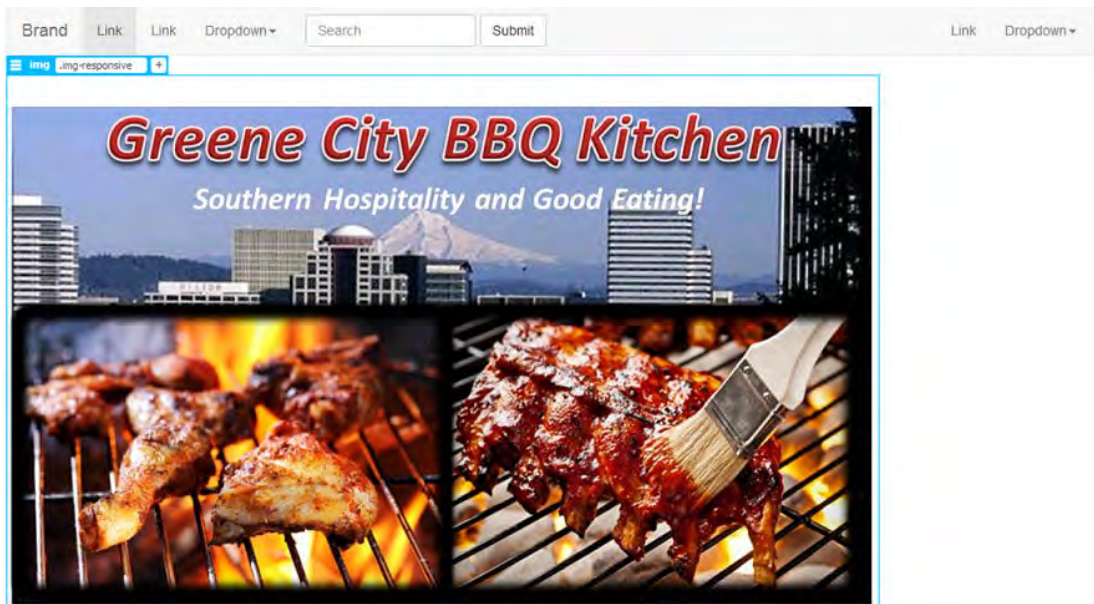 Brand Link Link Dropdown Search Submit Link Dropdown
img .img-responsive +
Greene City BBQ Kitchen
Southern Hospitality and Good Eating!
HILTON